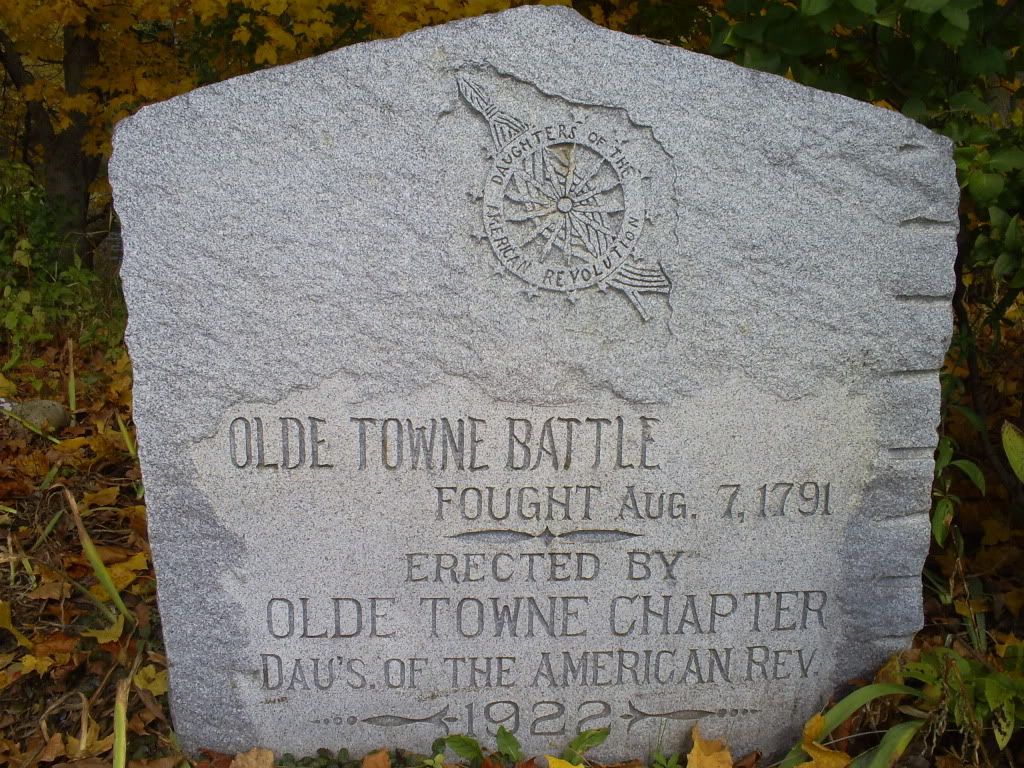 DAUGHTERS OF THE
AMERICAN REVOLUTION
OLDE TOWNE BATTLE
FOUGHT AUG. 7, 1791
ERECTED BY
OLDE TOWNE CHAPTER
DAU'S. OF THE AMERICAN REV.
1922